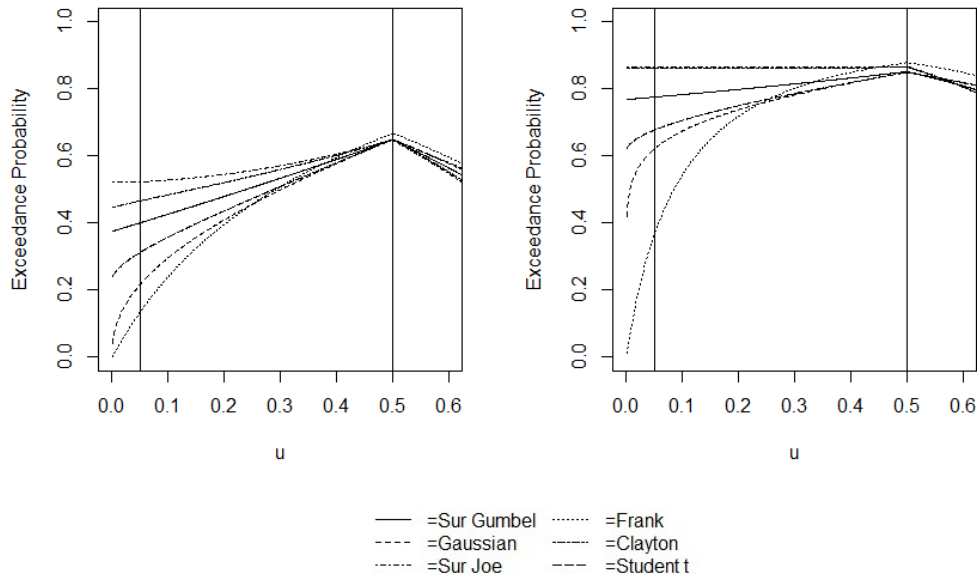 1.0
0.8
0.6
0.4
0.2
0.0
Exceedance Probability
0.0 0.1 0.2 0.3 0.4 0.5 0.6
u
1.0
0.8
0.6
0.4
0.2
0.0
Exceedance Probability
0.0 0.1 0.2 0.3 0.4 0.5 0.6
u
=Sur Gumbel =Frank
=Gaussian =Clayton
=Sur Joe =Student t